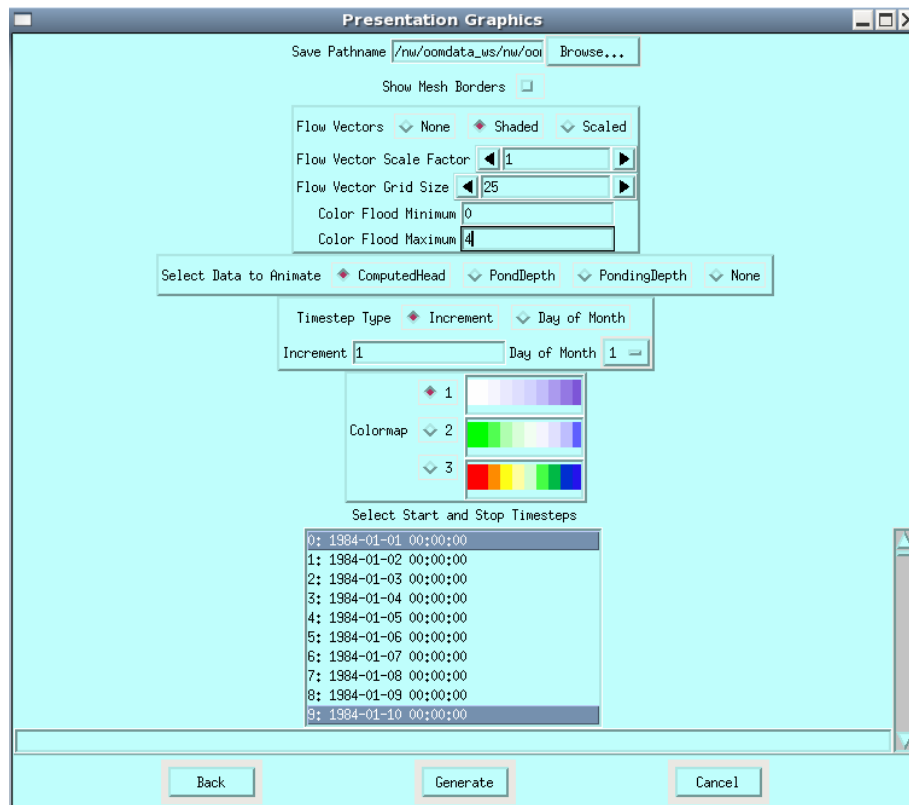 Presentation Graphics
Save Pathname /nw/oomdata_ws/nw/oo Browse...
Show Mesh Borders
Flow Vectors None Shaded Scaled
Flow Vector Scale Factor 1
Flow Vector Grid Size 25
Color Flood Minimum 0
Color Flood Maximum 4
Select Data to Animate ComputedHead PondDepth PondingDepth None
Timestep Type Increment Day of Month
Increment 1 Day of Month 1
1
Colormap 2
3
Select Start and Stop Timesteps
0: 1984-01-01 00:00:00
1: 1984-01-02 00:00:00
2: 1984-01-03 00:00:00
3: 1984-01-04 00:00:00
4: 1984-01-05 00:00:00
5: 1984-01-06 00:00:00
6: 1984-01-07 00:00:00
7: 1984-01-08 00:00:00
8: 1984-01-09 00:00:00
9: 1984-01-10 00:00:00
Back Generate Cancel